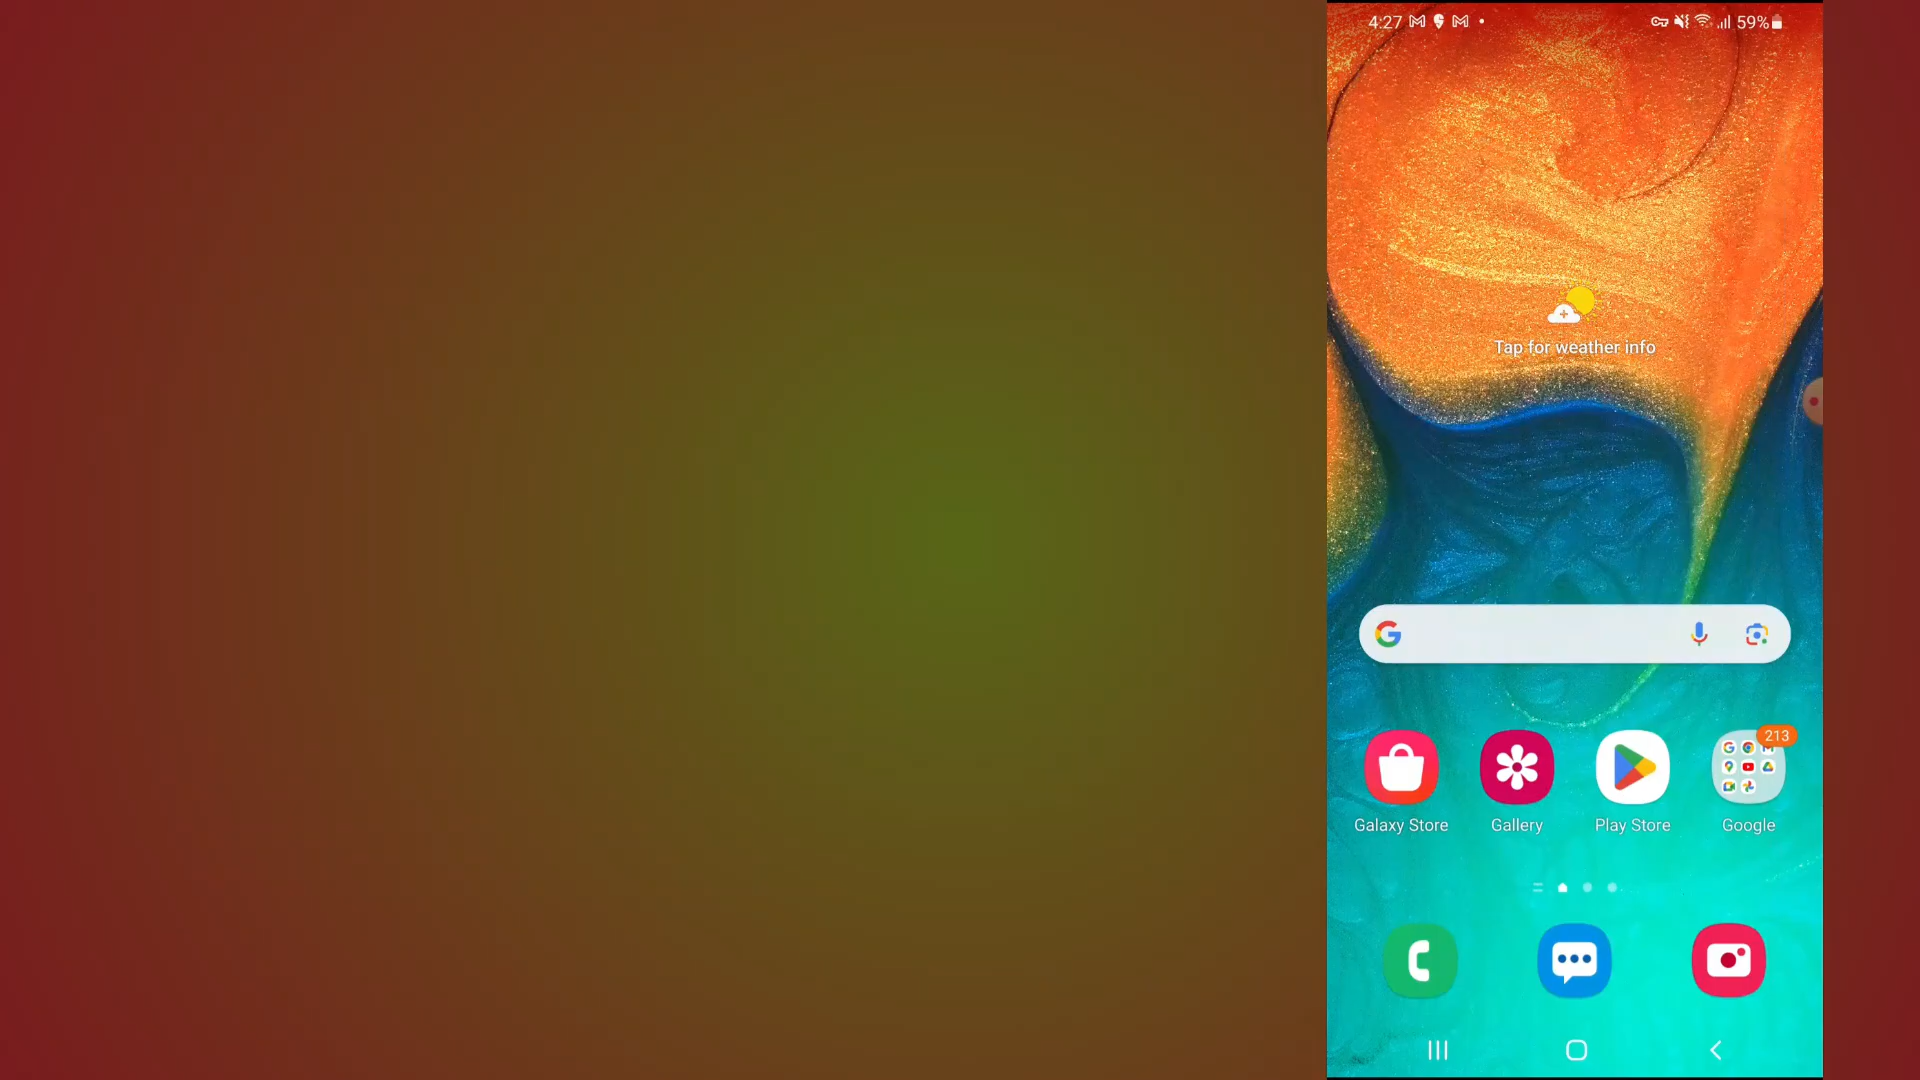 4:27
59%
Tap for weather info
213
Galaxy Store
Gallery
Play Store
Google